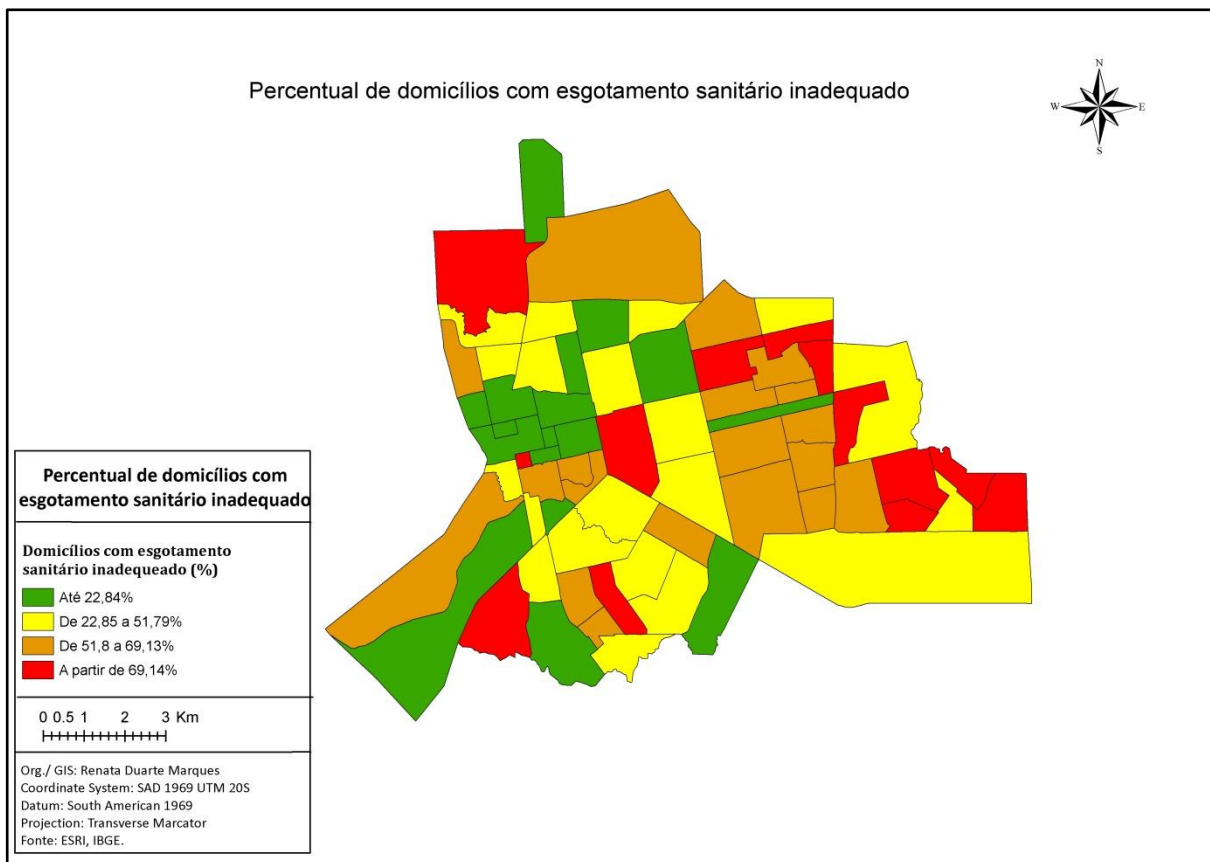 Percentual de domicílios com esgotamento sanitário inadequado
N
W
E
S
Percentual de domicílios com
esgotamento sanitário inadequado
Domicílios com esgotamento
sanitário inadequeado (%)
Até 22,84%
De 22,85 a 51,79%
De 51,8 a 69,13%
A partir de 69,14%
0 0.5 1 2 3 Km
Org./ GIS: Renata Duarte Marques
Coordinate System: SAD 1969 UTM 20S
Datum: South American 1969
Projection: Transverse Marcator
Fonte: ESRI, IBGE.